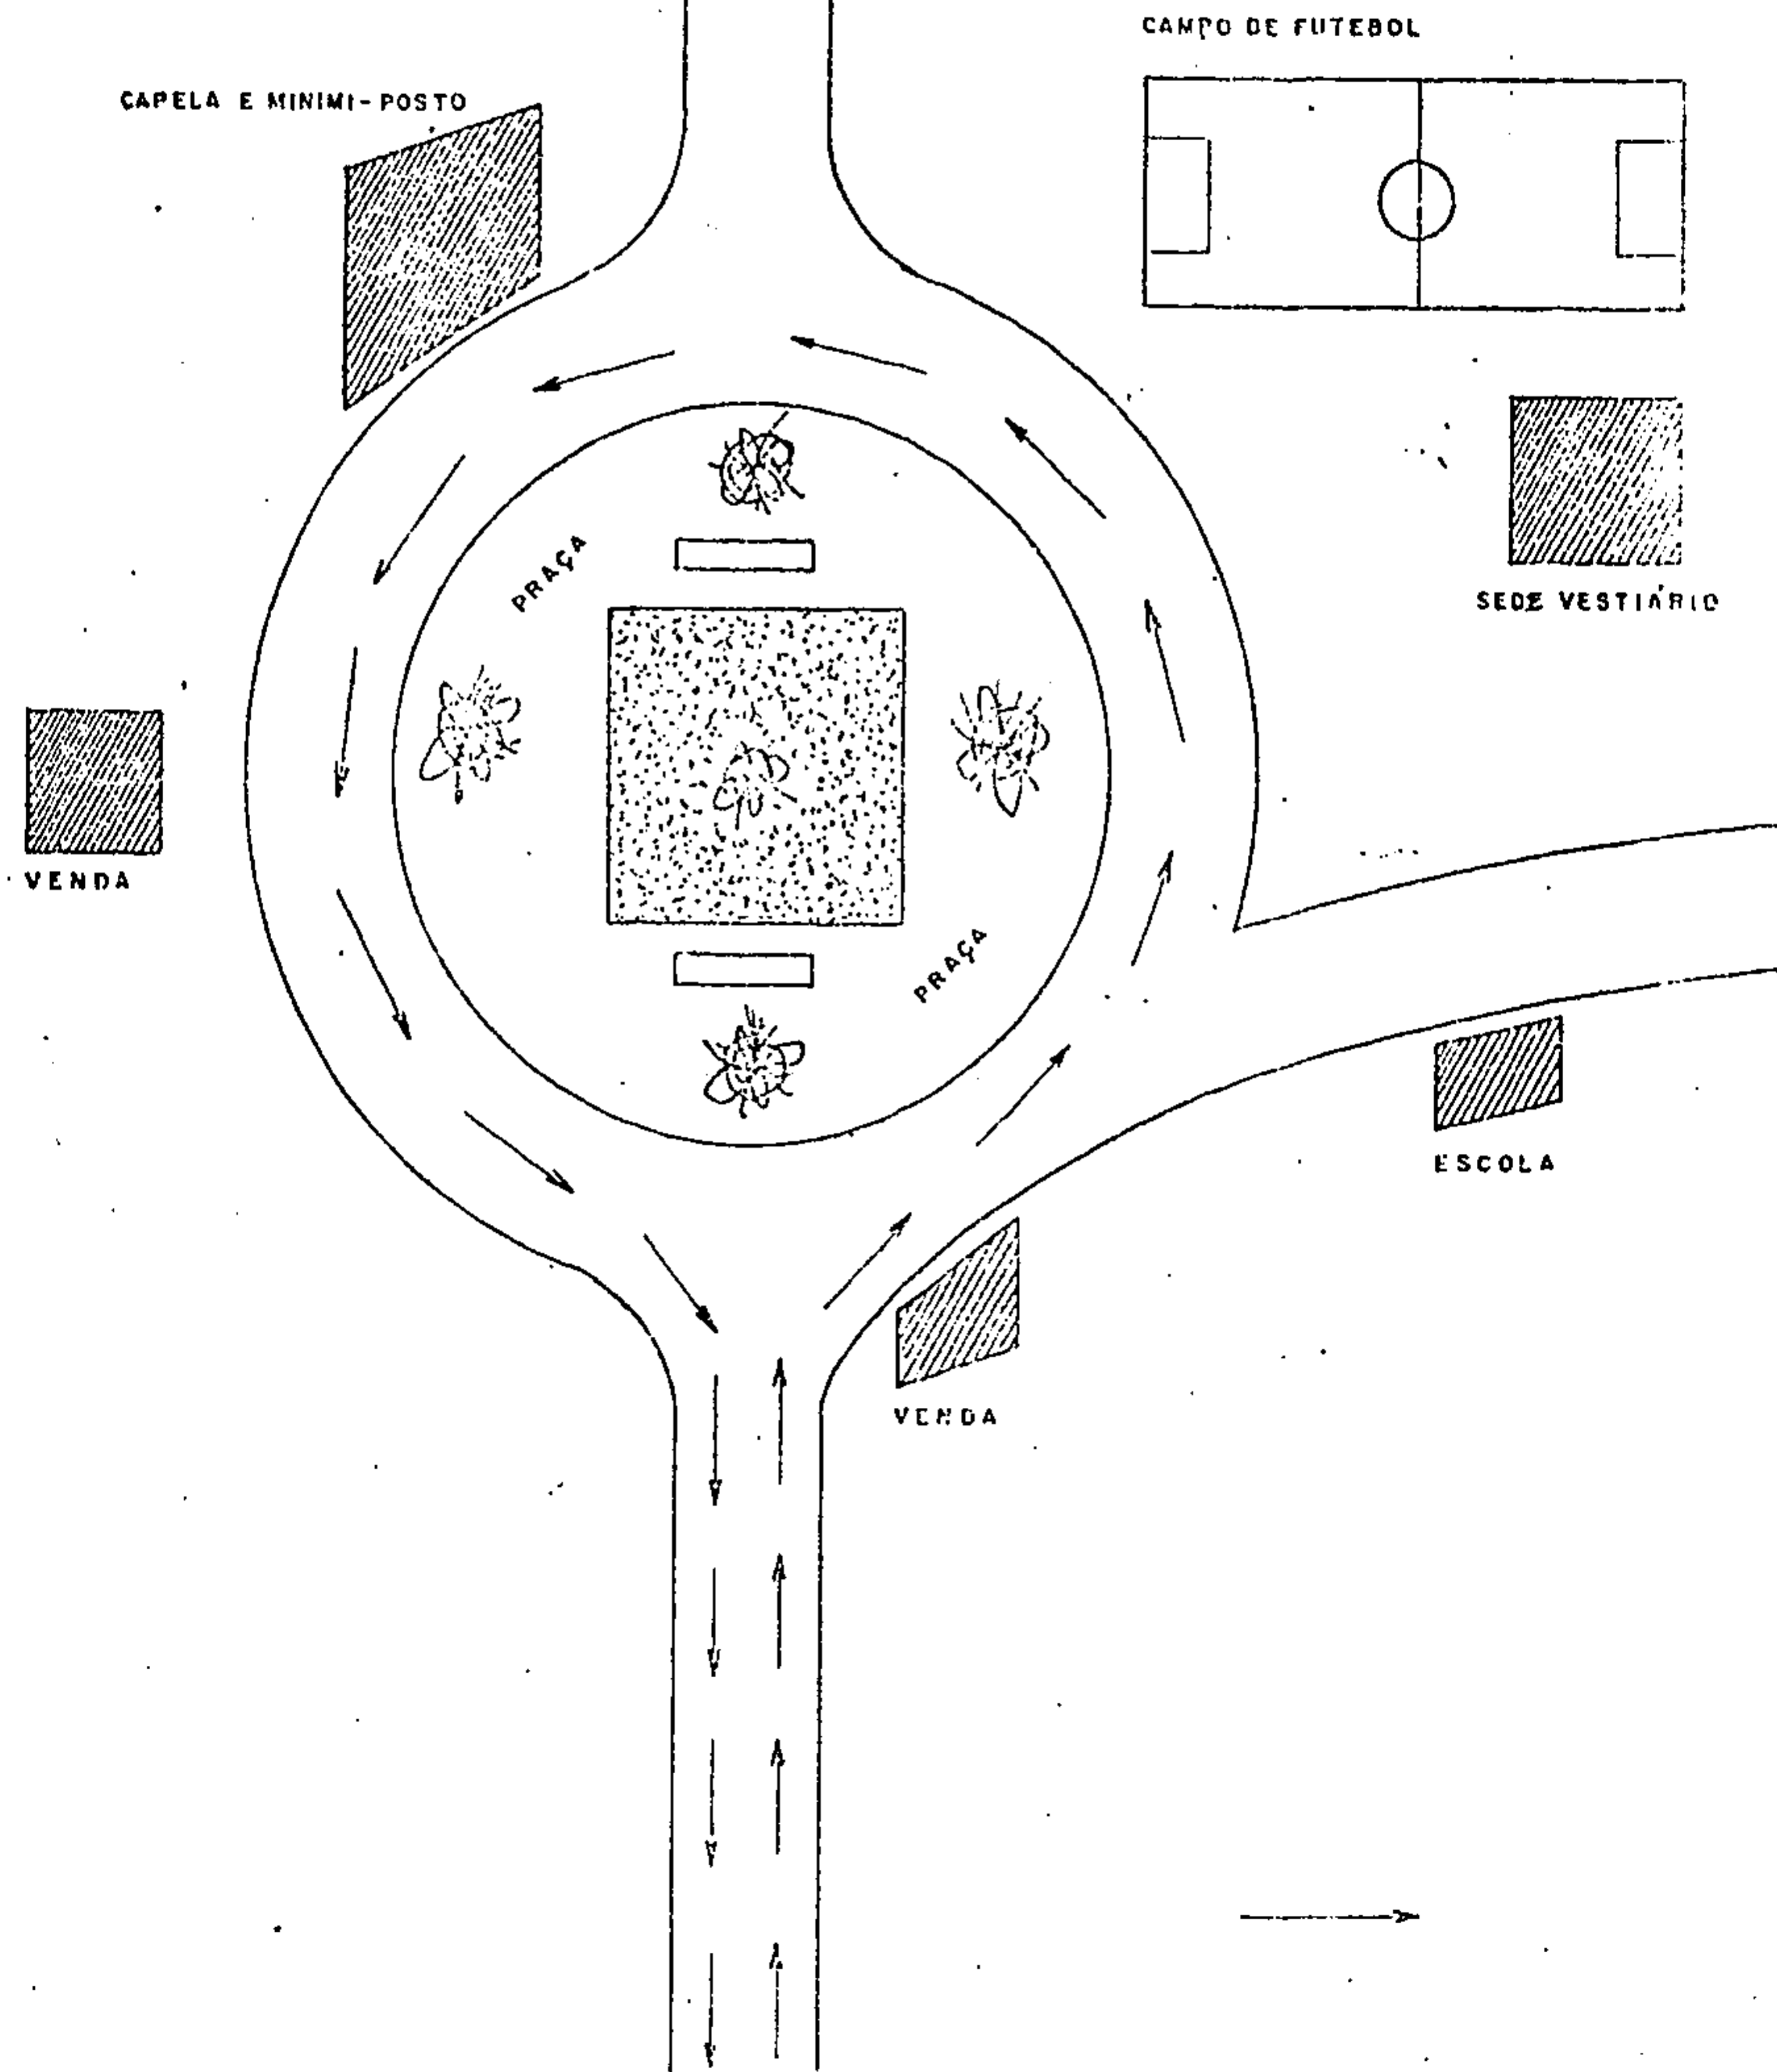 CAMPO DE FUTEBOL
CAPELA E MINIMI-POSTO
PRAÇA
SEDE VESTIÁRIO
VENDA
PRAÇA
ESCOLA
VENDA